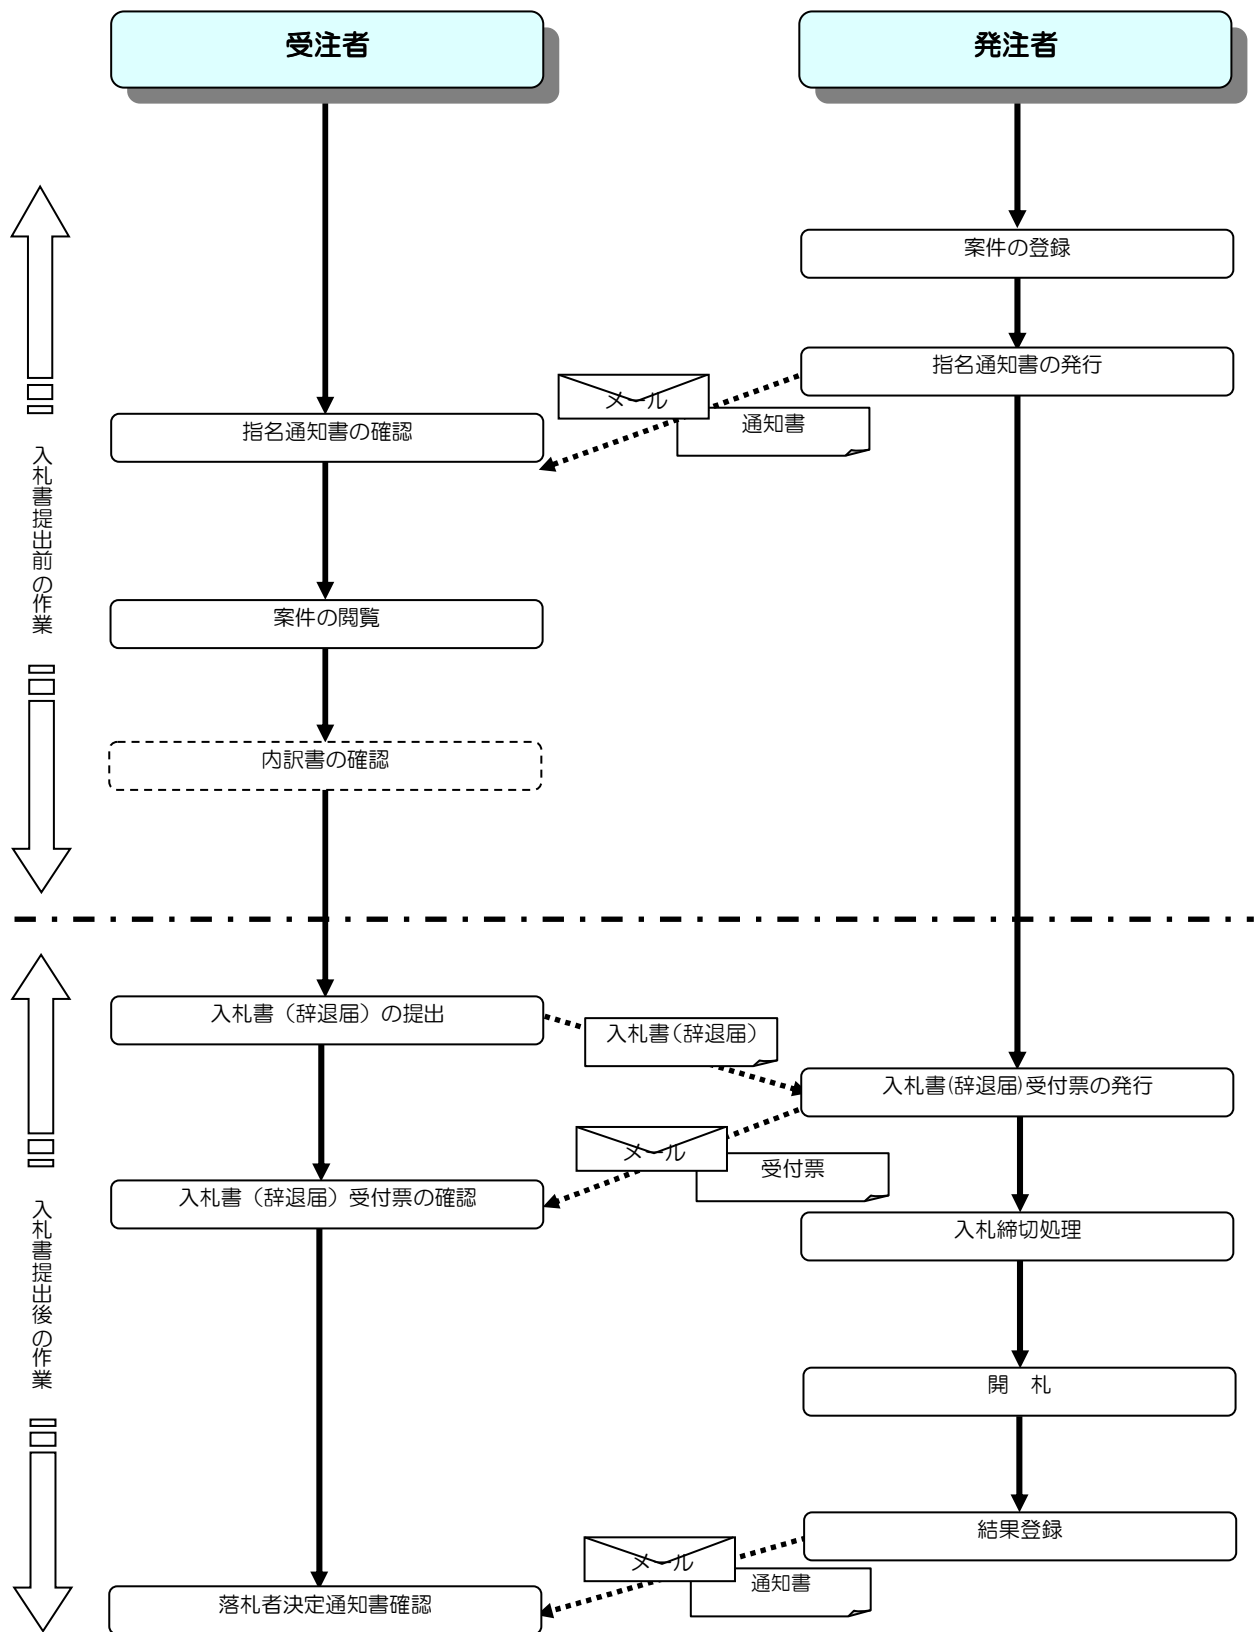 受注者
発注者
案件の登録
指名通知書の発行
メール
通知書
指名通知書の確認
入札書提出前の作業
案件の閲覧
内訳書の確認
入札書（辞退届）の提出
入札書（辞退届）
入札書(辞退届)受付票の発行
メール
受付票
入札書（辞退届）受付票の確認
入札書提出後の作業
入札締切処理
開　札
結果登録
メール
通知書
落札者決定通知書確認